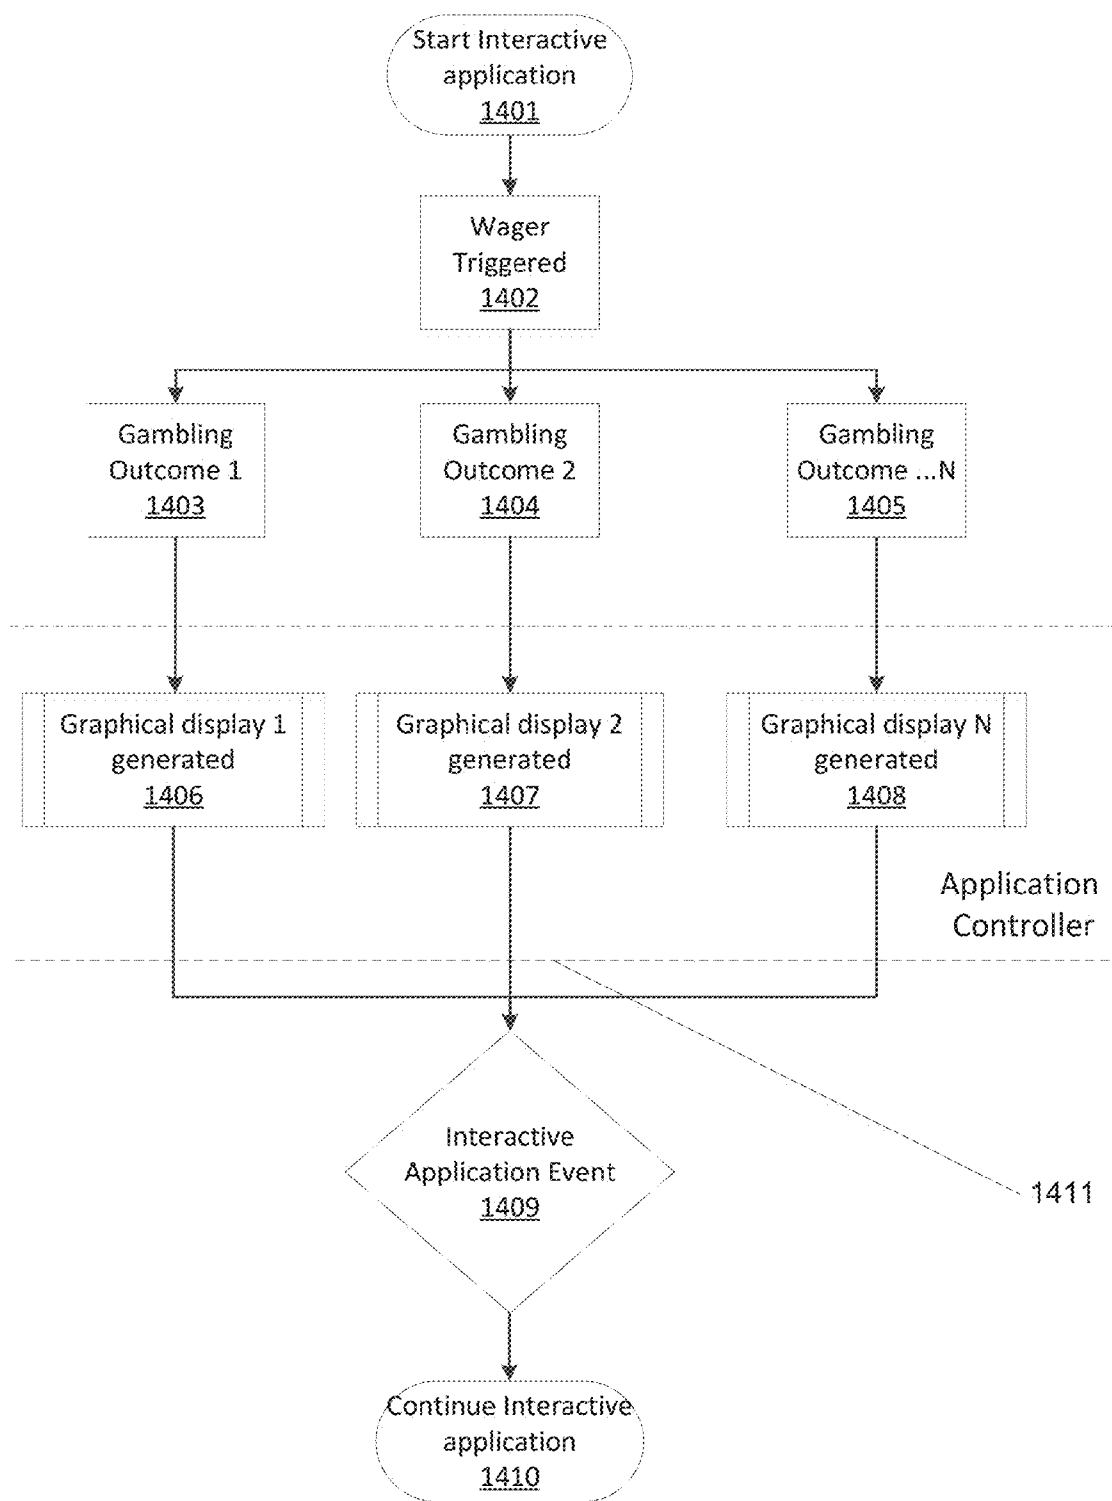 Start Interactive
application
1401
Wager
Triggered
1402
Gambling
Outcome 1
1403
Gambling
Outcome 2
1404
Gambling
Outcome ...N
1405
Graphical display 1
generated
1406
Graphical display 2
generated
1407
Graphical display N
generated
1408
Application
Controller
Interactive
Application Event
1409
1411
Continue Interactive
application
1410